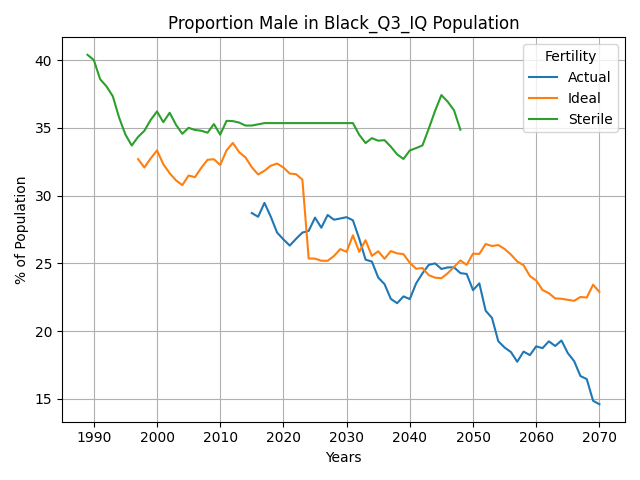 Proportion Male in Black_Q3_IQ Population
% of Population
40
35
30
25
20
15
1990
2000
2010
2020
2030
2040
2050
2060
2070
Years
Fertility
Actual
Ideal
Sterile